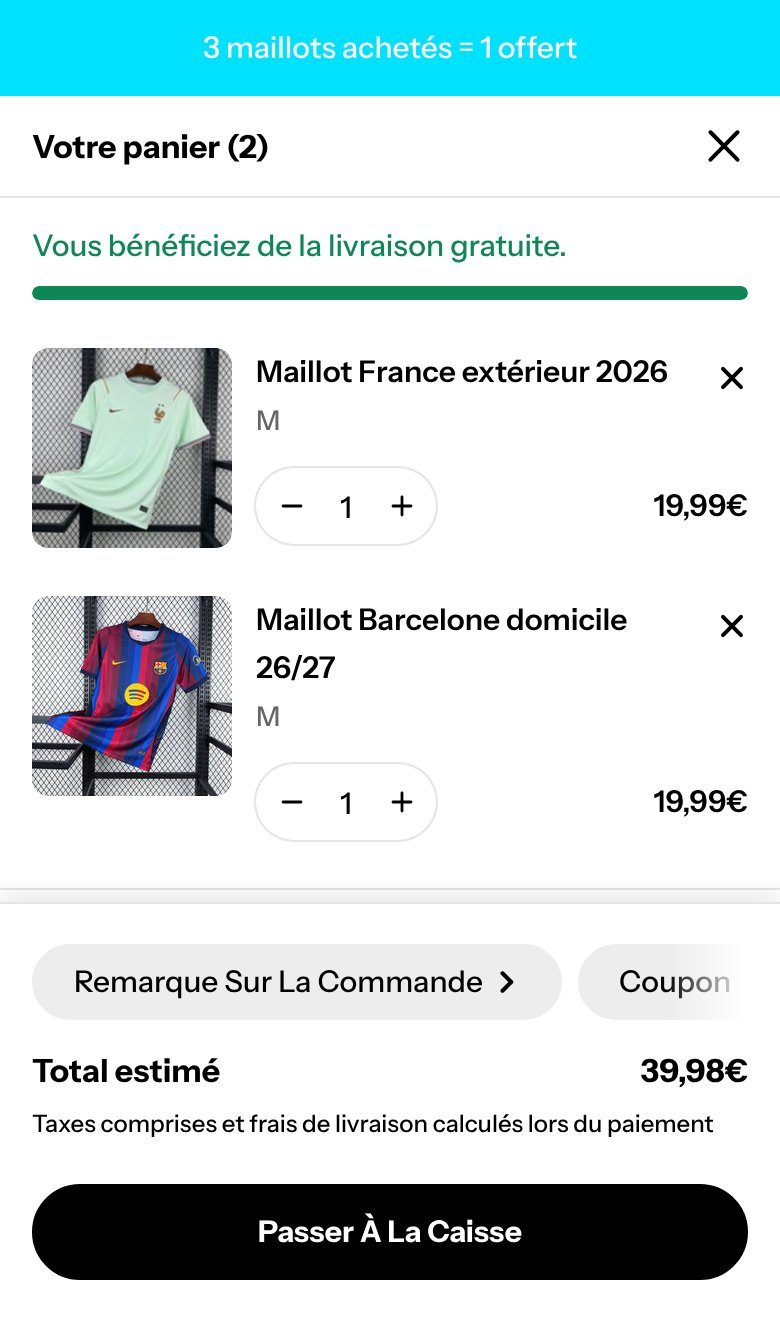 3 maillots achetés = 1 offert
Votre panier (2)
Vous bénéficiez de la livraison gratuite.
Maillot France extérieur 2026
M
1
19,99€
Maillot Barcelone domicile
26/27
M
1
19,99€
Remarque Sur La Commande
Coupon
Total estimé
39,98€
Taxes comprises et frais de livraison calculés lors du paiement
Passer À La Caisse